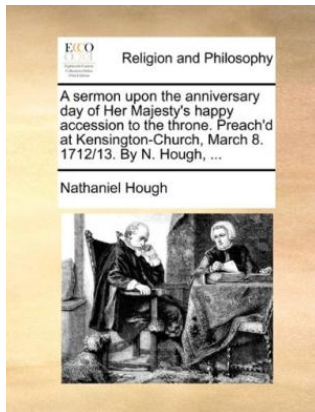 ECCO
Religion and Philosophy
A sermon upon the anniversary
day of Her Majesty's happy
accession to the throne. Preach'd
at Kensington-Church, March 8.
1712/13. By N. Hough, ...
Nathaniel Hough